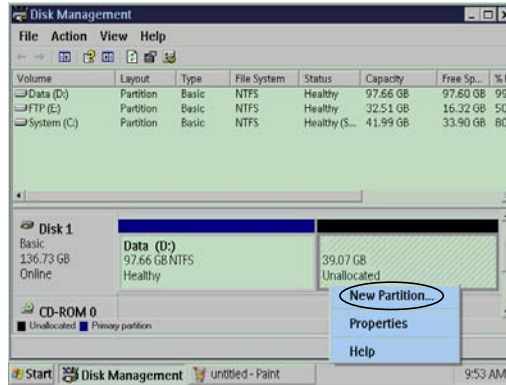 Disk Management
File Action View Help
Volume Layout Type File System Status Capacity Free Sp... %
Data (D:) Partition Basic NTFS Healthy 97.66 GB 97.60 GB 99
FTP (E:) Partition Basic NTFS Healthy 32.51 GB 16.32 GB 50
System (C:) Partition Basic NTFS Healthy (S... 41.99 GB 33.90 GB 80
Disk 1
Basic
136.73 GB
Online
Data (D:)
97.66 GB NTFS
Healthy
39.07 GB
Unallocated
New Partition...
Properties
Help
CD-ROM 0
Unallocated Primary partition
Start Disk Management untitled - Paint 9:53 AM